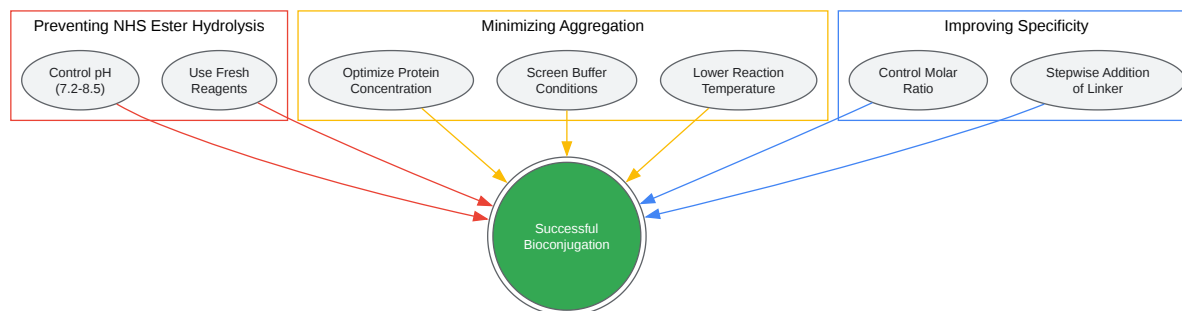 Preventing NHS Ester Hydrolysis
Control pH
(7.2-8.5)
Use Fresh
Reagents
Minimizing Aggregation
Optimize Protein
Concentration
Screen Buffer
Conditions
Lower Reaction
Temperature
Improving Specificity
Control Molar
Ratio
Stepwise Addition
of Linker
Successful
Bioconjugation